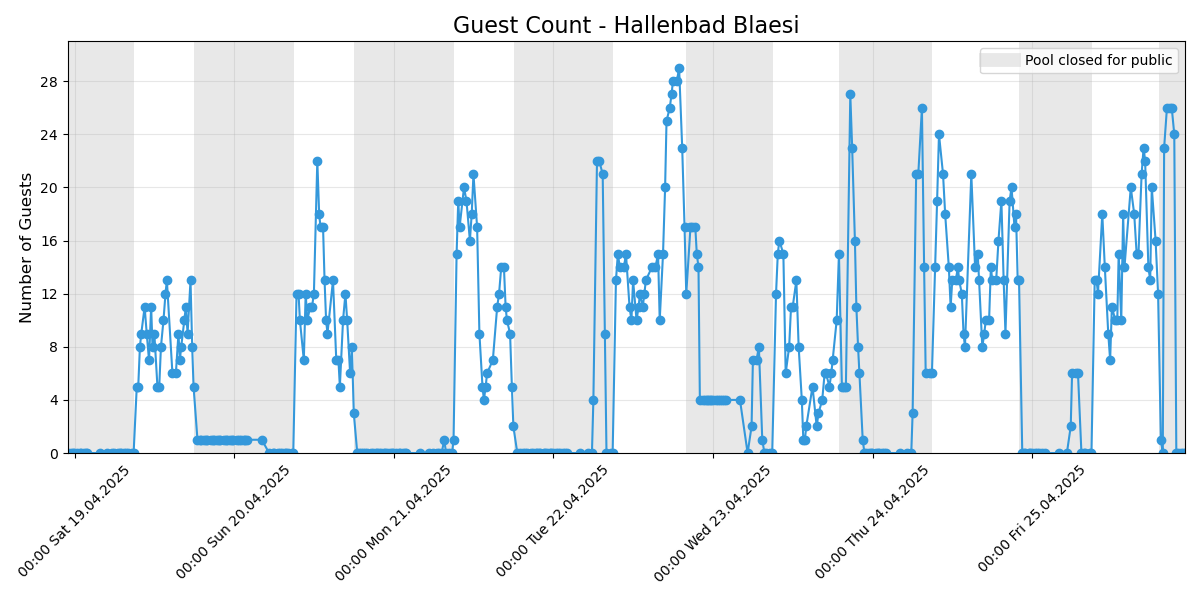 Guest Count - Hallenbad Blaesi
Pool closed for public
Number of Guests
28
24
20
16
12
8
4
0
00:00 Sat 19.04.2025
00:00 Sun 20.04.2025
00:00 Mon 21.04.2025
00:00 Tue 22.04.2025
00:00 Wed 23.04.2025
00:00 Thu 24.04.2025
00:00 Fri 25.04.2025